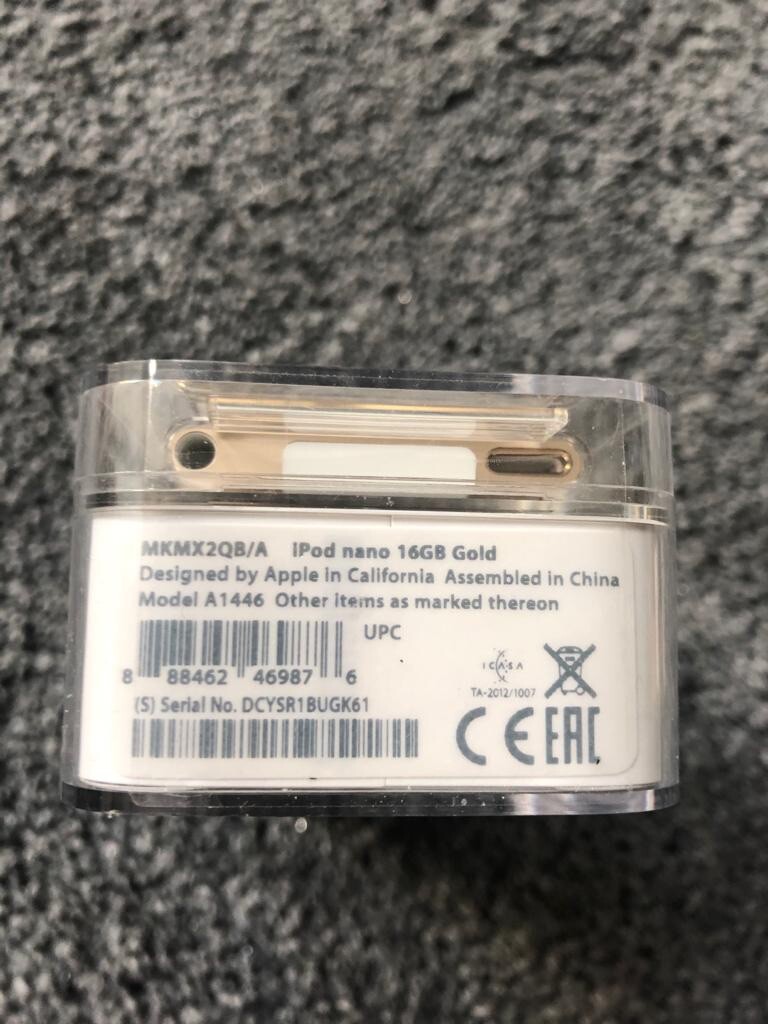 MKMX2QB/A iPod nano 16GB Gold
Designed by Apple in California Assembled in China
Model A1446 Other items as marked thereon
UPC
8 88462 46987 6
ICASA
TA-2012/1007
(S) Serial No. DCYSR1BUGK61
CE EAC